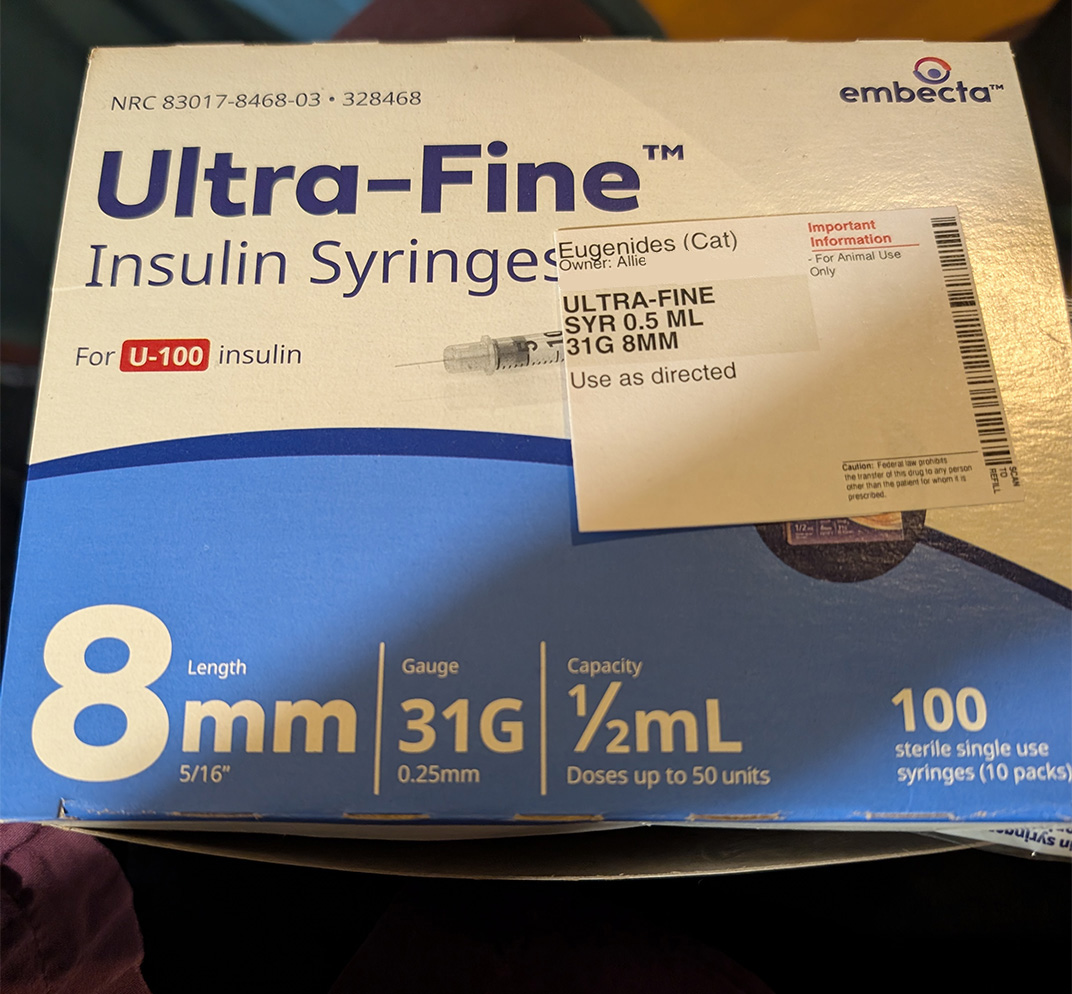 NRC 83017-8468-03 • 328468
embecta™
Ultra-Fine™
Insulin Syringes
For U-100 insulin
Eugenides (Cat)
Owner: Allie
ULTRA-FINE
SYR 0.5 ML
31G 8MM
Use as directed
Important
Information
- For Animal Use
Only
Caution: Federal law prohibits
the transfer of this drug to any person
other than the patient for whom it is
prescribed.
SCAN
TO
REFILL
8mm
Length
5/16"
Gauge
31G
0.25mm
Capacity
½mL
Doses up to 50 units
100
sterile single use
syringes (10 packs)